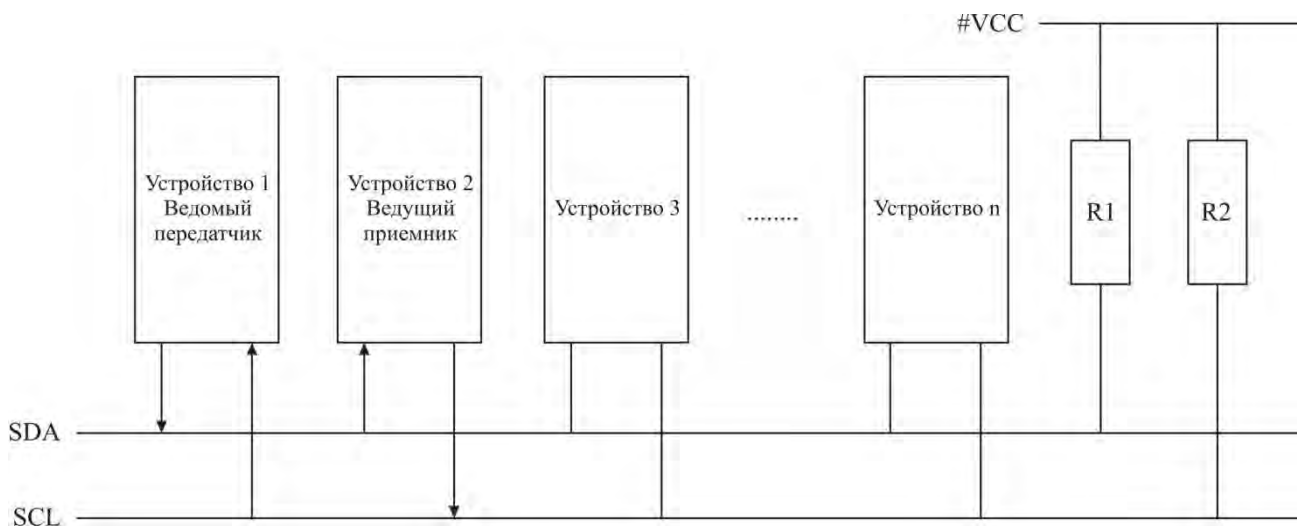 #VCC
Устройство 1
Ведомый
передатчик
Устройство 2
Ведущий
приемник
Устройство 3
........
Устройство n
R1
R2
SDA
SCL